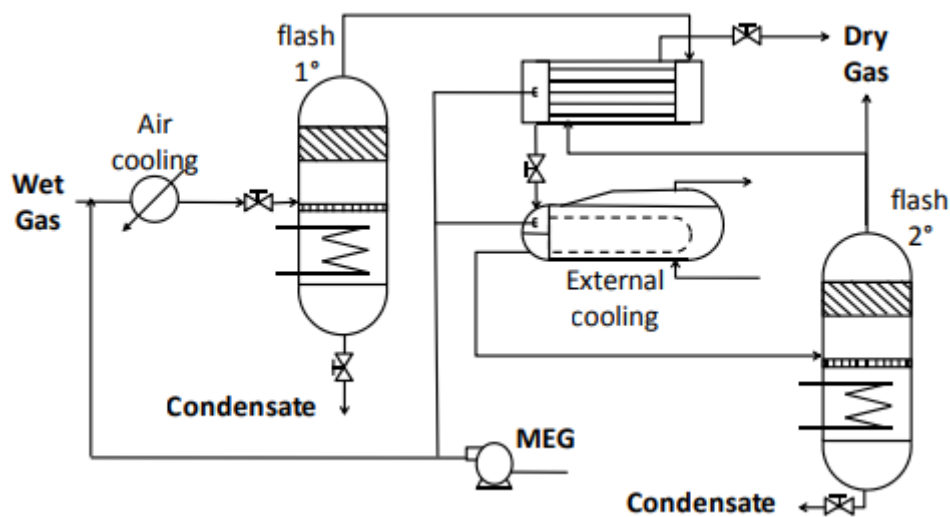 flash
1°
Dry
Gas
Air
cooling
Wet
Gas
flash
2°
External
cooling
Condensate
MEG
Condensate